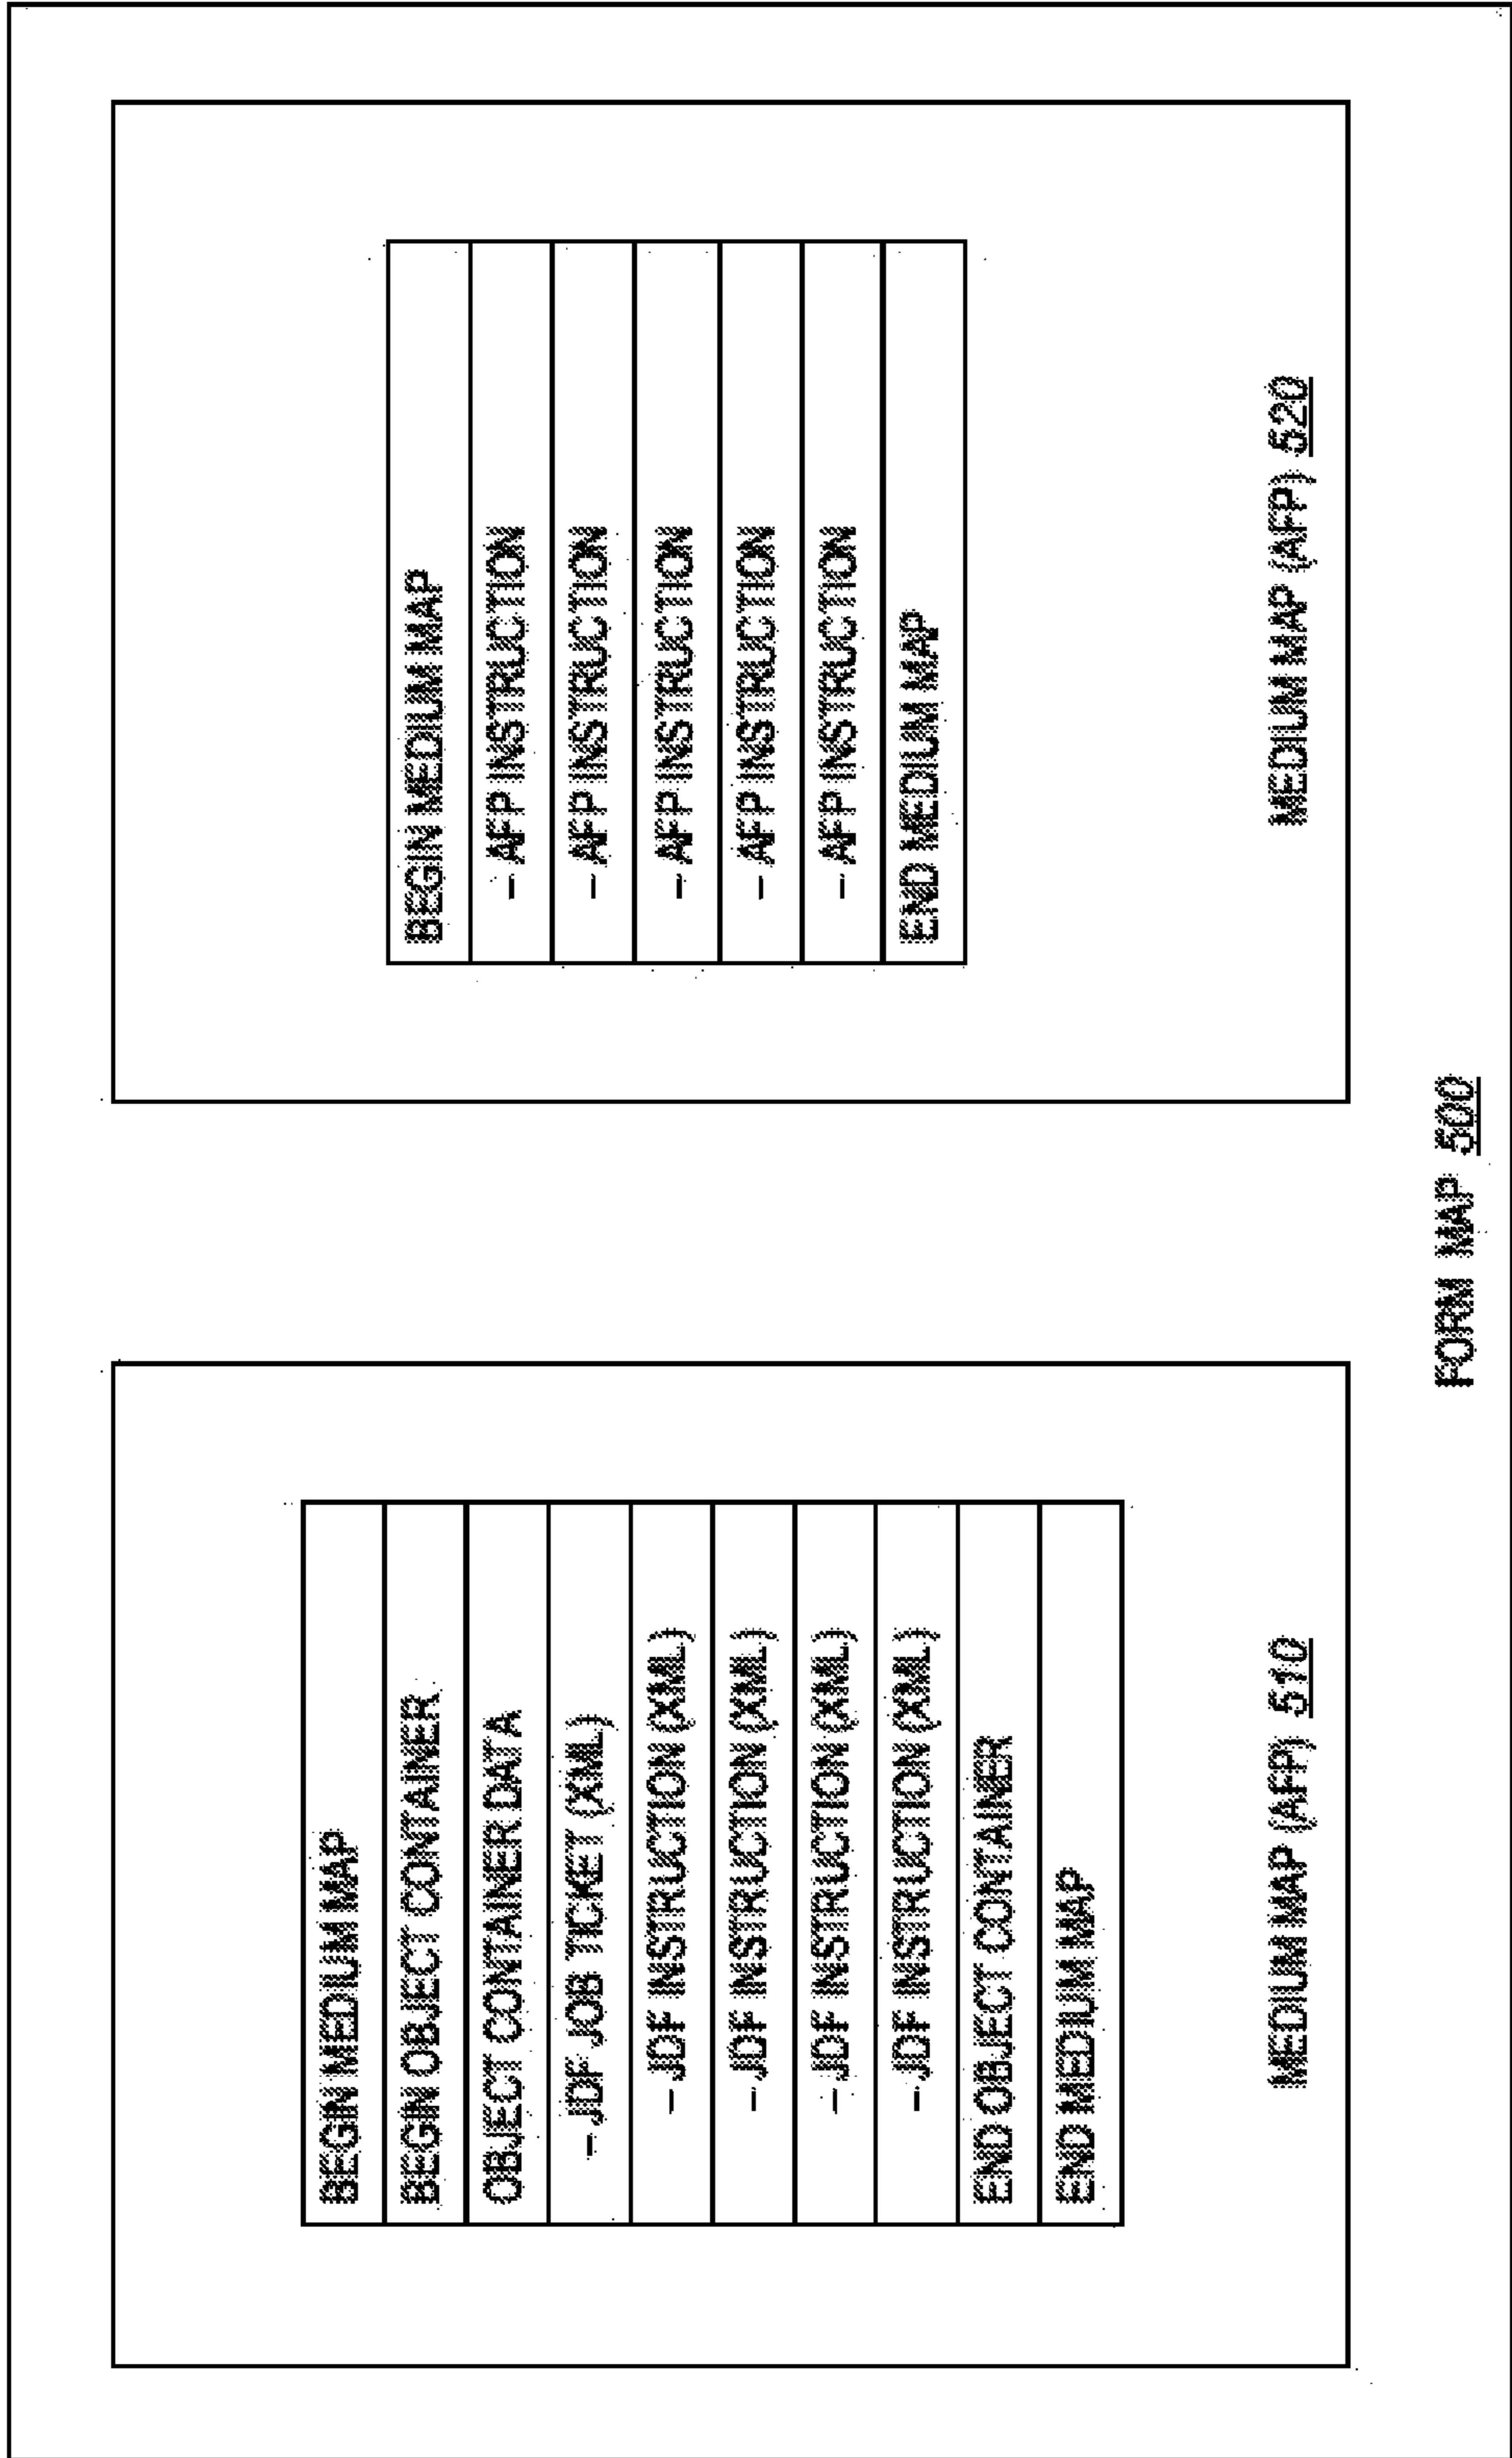 BEGIN MEDIUM MAP
BEGIN OBJECT CONTAINER
OBJECT CONTAINER DATA
– JDF JOB TICKET (XML)
– JDF INSTRUCTION (XML)
– JDF INSTRUCTION (XML)
– JDF INSTRUCTION (XML)
– JDF INSTRUCTION (XML)
END OBJECT CONTAINER
END MEDIUM MAP
MEDIUM MAP (AFP) 510
BEGIN MEDIUM MAP
– AFP INSTRUCTION
– AFP INSTRUCTION
– AFP INSTRUCTION
– AFP INSTRUCTION
– AFP INSTRUCTION
END MEDIUM MAP
MEDIUM MAP (AFP) 520
FORM MAP 500